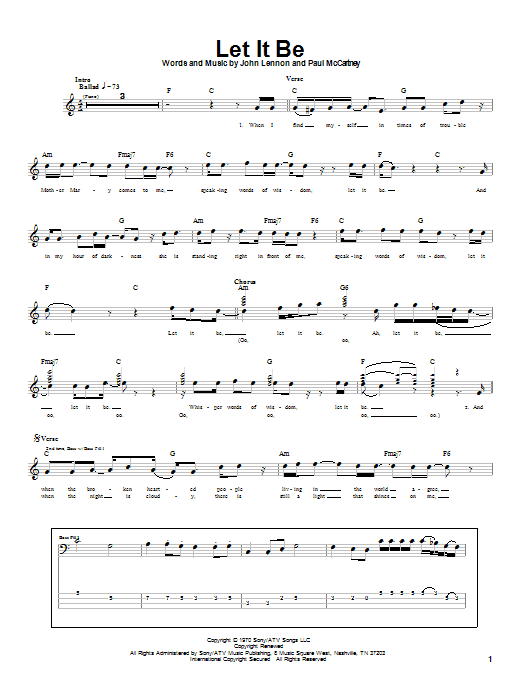 Let It Be
Words and Music by John Lennon and Paul McCartney
Intro
Ballad ♩ = 73
(Piano) 3 F C Verse C G
1. When I find my - self in times of trou - ble
Am Fmaj7 F6 C G F C
Moth - er Mar - y comes to me, speak - ing words of wis - dom, let it be. And
C G Am Fmaj7 F6 C G
in my hour of dark - ness she is stand - ing right in front of me, speak - ing words of wis - dom, let it
F C Chorus Am G6
be. Let it be, let it be. Ah, let it be,
(Oo, oo,
Fmaj7 C G F C
let it be. Whis - per words of wis - dom, let it be. And
oo. Oo, oo, oo, oo, oo, oo.)
Verse
2nd time, Bass w/ Bass Fill 1
C G Am Fmaj7 F6
when the bro - ken heart - ed peo - ple liv - ing in the world a - gree,
when the night is cloud - y, there is still a light that shines on me,
Bass Fill 1
Copyright © 1970 Sony/ATV Songs LLC
Copyright Renewed
All Rights Administered by Sony/ATV Music Publishing, 8 Music Square West, Nashville, TN 37203
International Copyright Secured All Rights Reserved
1